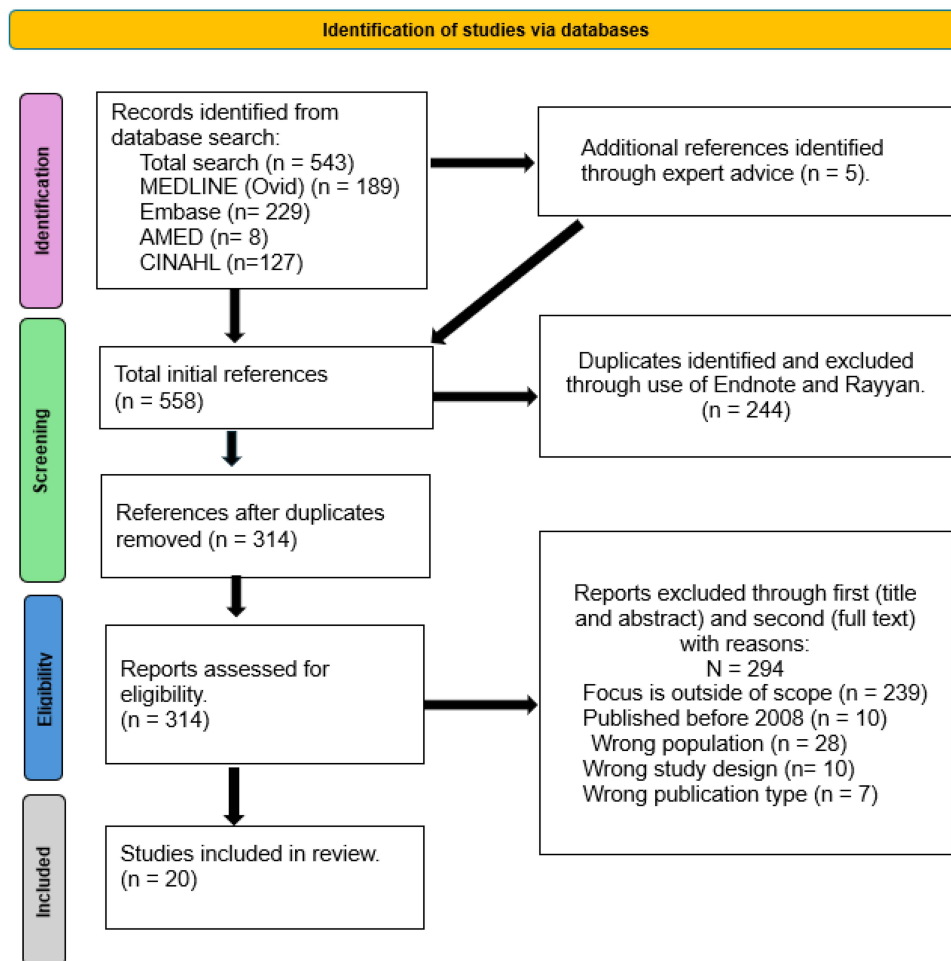 Identification of studies via databases
Identification
Records identified from
database search:
Total search (n = 543)
MEDLINE (Ovid) (n = 189)
Embase (n= 229)
AMED (n= 8)
CINAHL (n=127)
Additional references identified
through expert advice (n = 5).
Screening
Total initial references
(n = 558)
Duplicates identified and excluded
through use of Endnote and Rayyan.
(n = 244)
References after duplicates
removed (n = 314)
Eligibility
Reports assessed for
eligibility.
(n = 314)
Reports excluded through first (title
and abstract) and second (full text)
with reasons:
N = 294
Focus is outside of scope (n = 239)
Published before 2008 (n = 10)
Wrong population (n = 28)
Wrong study design (n= 10)
Wrong publication type (n = 7)
Included
Studies included in review.
(n = 20)